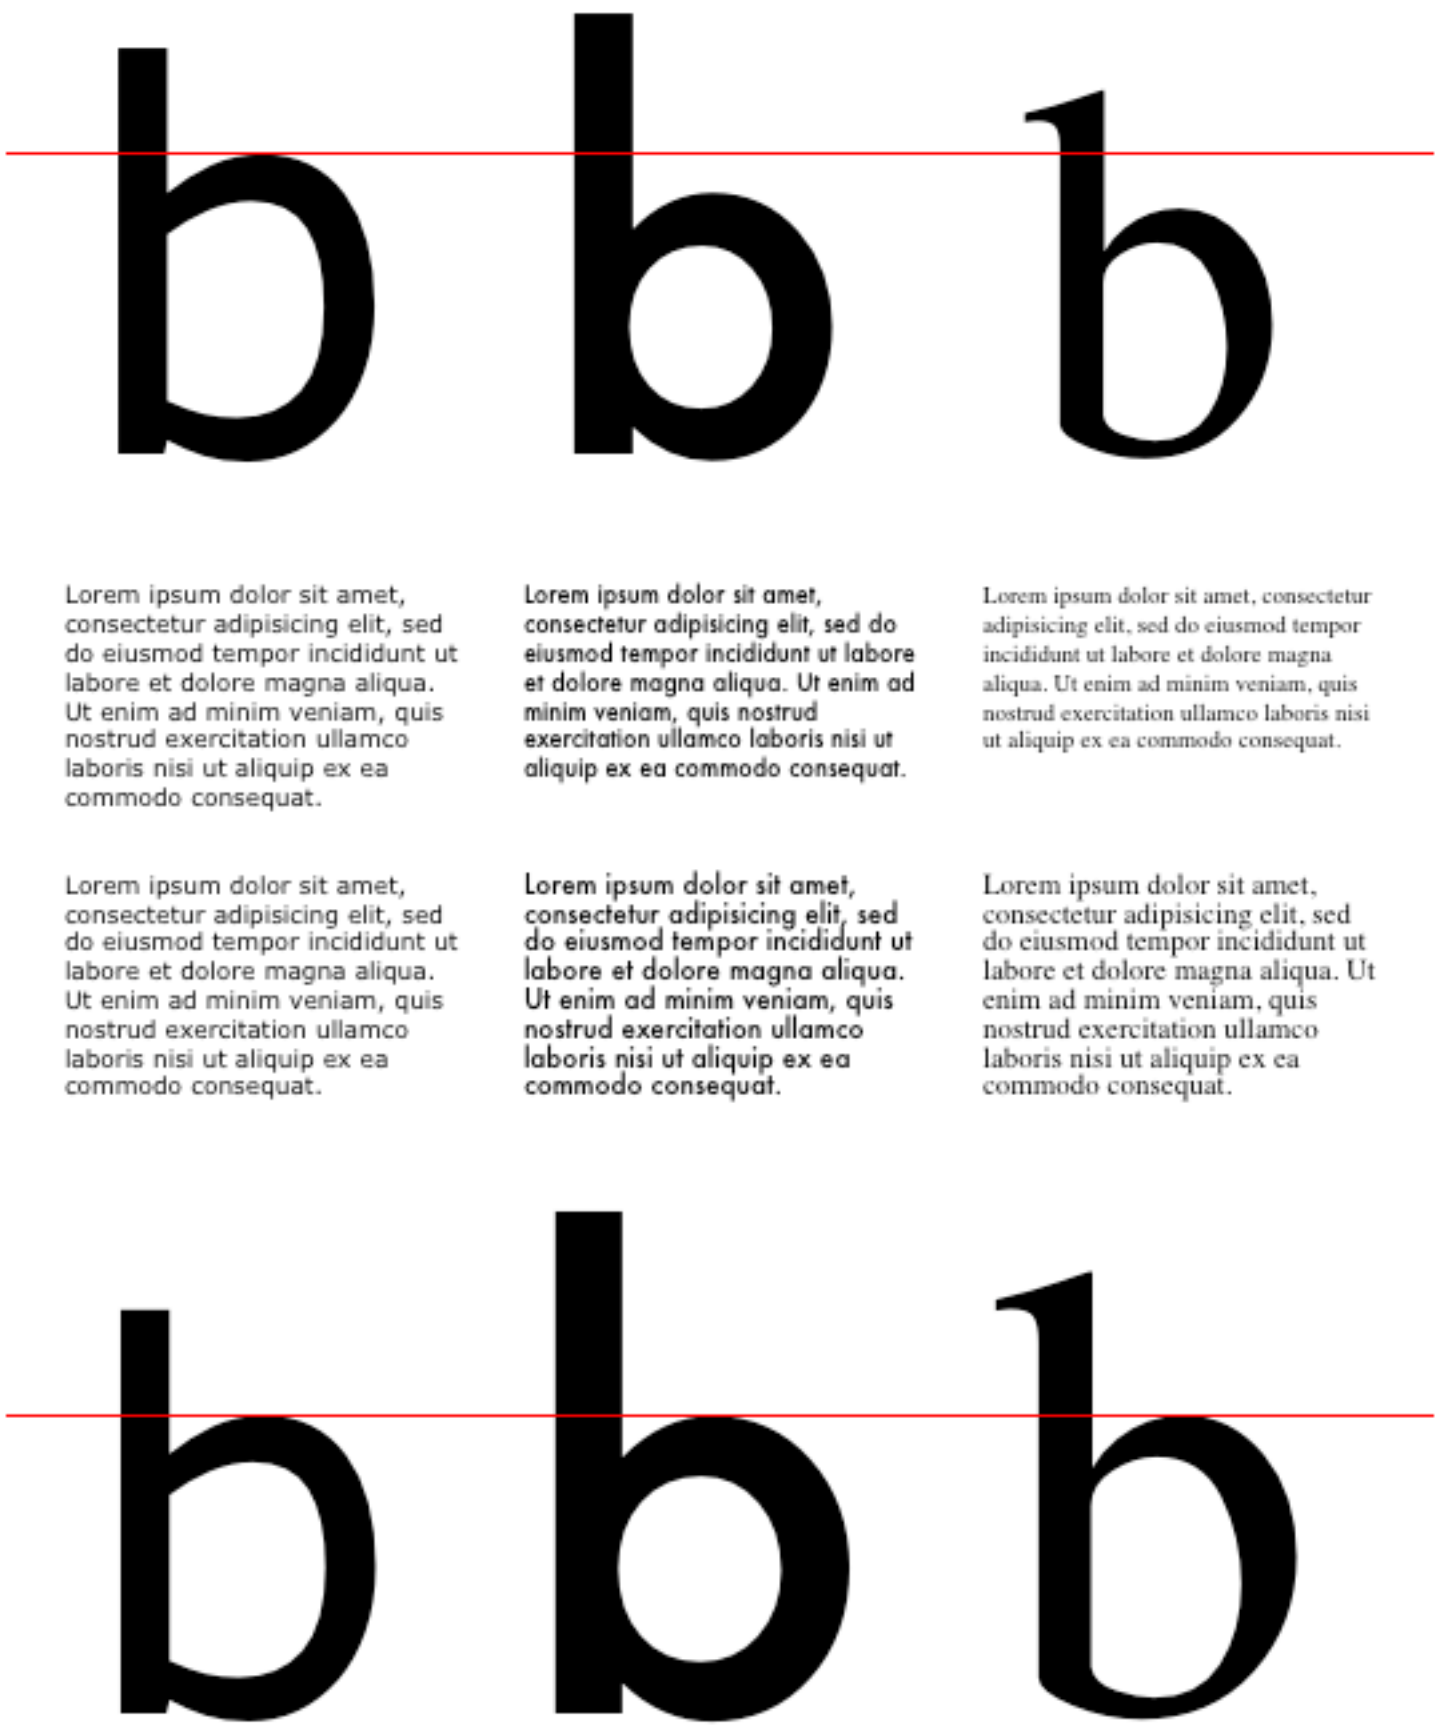 b b b
Lorem ipsum dolor sit amet,
consectetur adipisicing elit, sed
do eiusmod tempor incididunt ut
labore et dolore magna aliqua.
Ut enim ad minim veniam, quis
nostrud exercitation ullamco
laboris nisi ut aliquip ex ea
commodo consequat.
Lorem ipsum dolor sit amet,
consectetur adipisicing elit, sed do
eiusmod tempor incididunt ut labore
et dolore magna aliqua. Ut enim ad
minim veniam, quis nostrud
exercitation ullamco laboris nisi ut
aliquip ex ea commodo consequat.
Lorem ipsum dolor sit amet, consectetur
adipisicing elit, sed do eiusmod tempor
incididunt ut labore et dolore magna
aliqua. Ut enim ad minim veniam, quis
nostrud exercitation ullamco laboris nisi
ut aliquip ex ea commodo consequat.
Lorem ipsum dolor sit amet,
consectetur adipisicing elit, sed
do eiusmod tempor incididunt ut
labore et dolore magna aliqua.
Ut enim ad minim veniam, quis
nostrud exercitation ullamco
laboris nisi ut aliquip ex ea
commodo consequat.
Lorem ipsum dolor sit amet,
consectetur adipisicing elit, sed
do eiusmod tempor incididunt ut
labore et dolore magna aliqua.
Ut enim ad minim veniam, quis
nostrud exercitation ullamco
laboris nisi ut aliquip ex ea
commodo consequat.
Lorem ipsum dolor sit amet,
consectetur adipisicing elit, sed
do eiusmod tempor incididunt ut
labore et dolore magna aliqua. Ut
enim ad minim veniam, quis
nostrud exercitation ullamco
laboris nisi ut aliquip ex ea
commodo consequat.
b b b